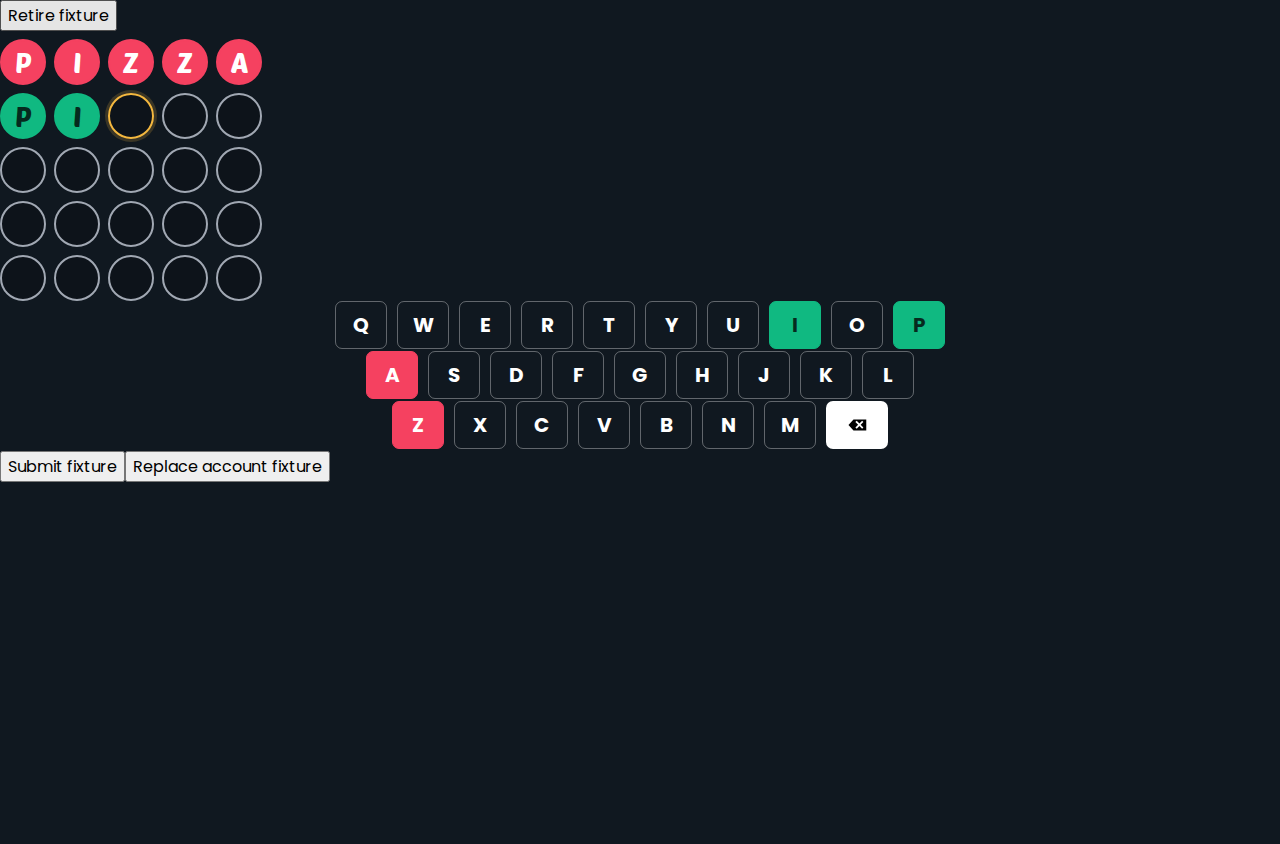 Retire fixture
P I Z Z A
P I
Q W E R T Y U I O P
A S D F G H J K L
Z X C V B N M
Submit fixture Replace account fixture